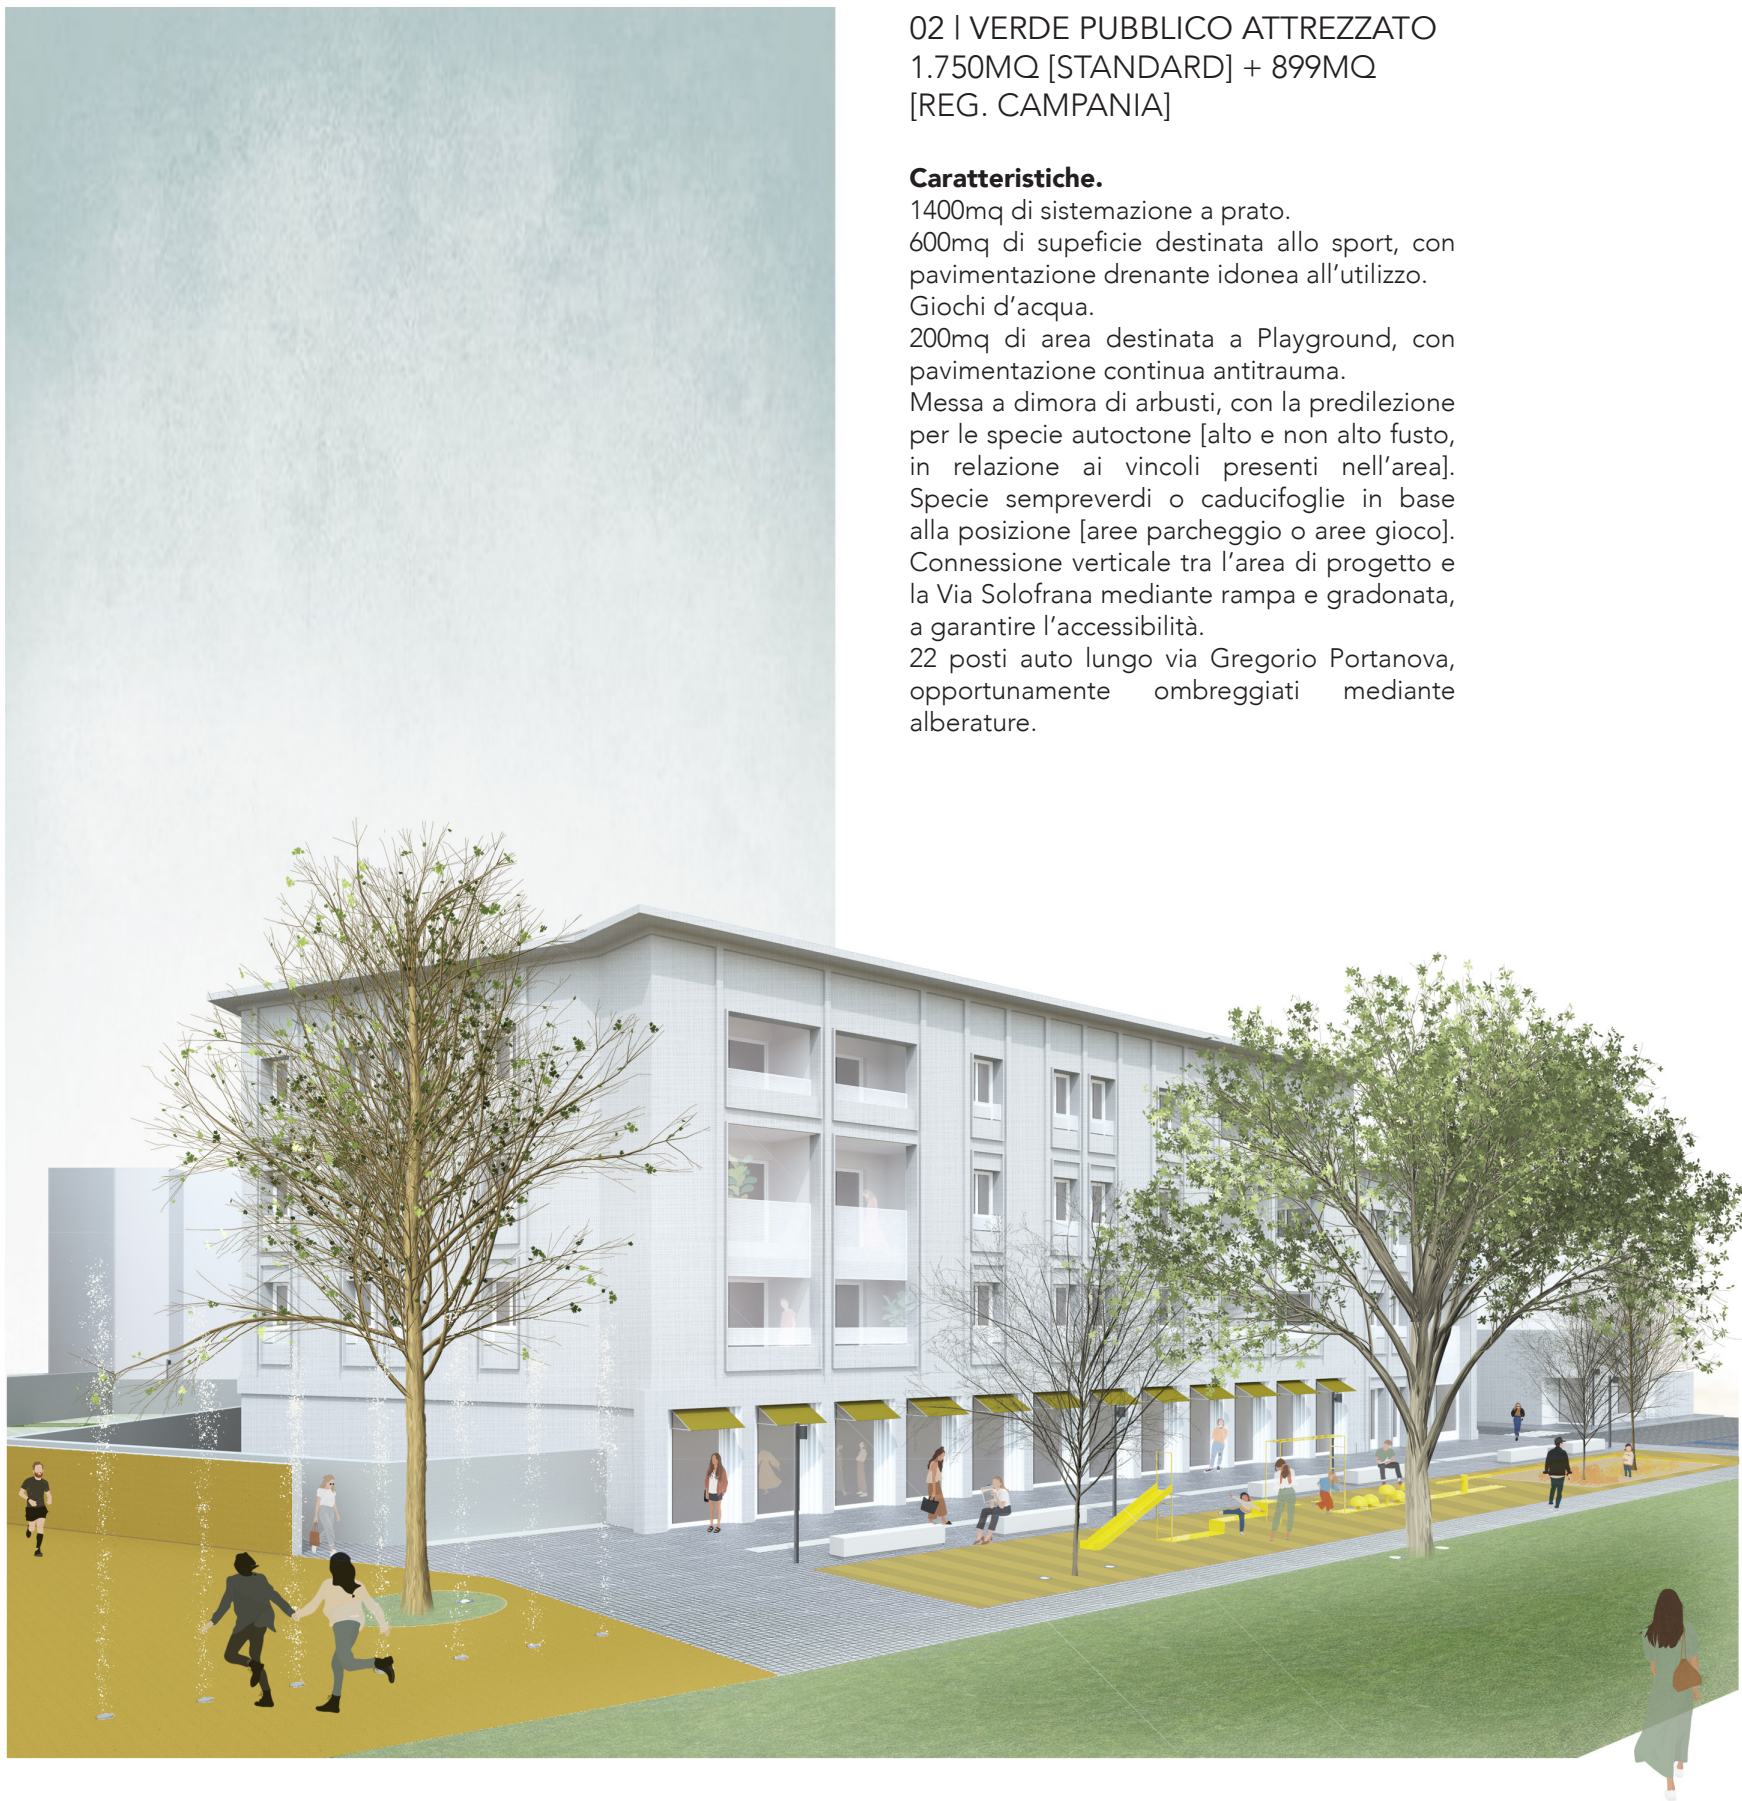 02 | VERDE PUBBLICO ATTREZZATO
1.750MQ [STANDARD] + 899MQ
[REG. CAMPANIA]
Caratteristiche.
1400mq di sistemazione a prato.
600mq di supeficie destinata allo sport, con
pavimentazione drenante idonea all’utilizzo.
Giochi d’acqua.
200mq di area destinata a Playground, con
pavimentazione continua antitrauma.
Messa a dimora di arbusti, con la predilezione
per le specie autoctone [alto e non alto fusto,
in relazione ai vincoli presenti nell’area].
Specie sempreverdi o caducifoglie in base
alla posizione [aree parcheggio o aree gioco].
Connessione verticale tra l’area di progetto e
la Via Solofrana mediante rampa e gradonata,
a garantire l’accessibilità.
22 posti auto lungo via Gregorio Portanova,
opportunamente ombreggiati mediante
alberature.